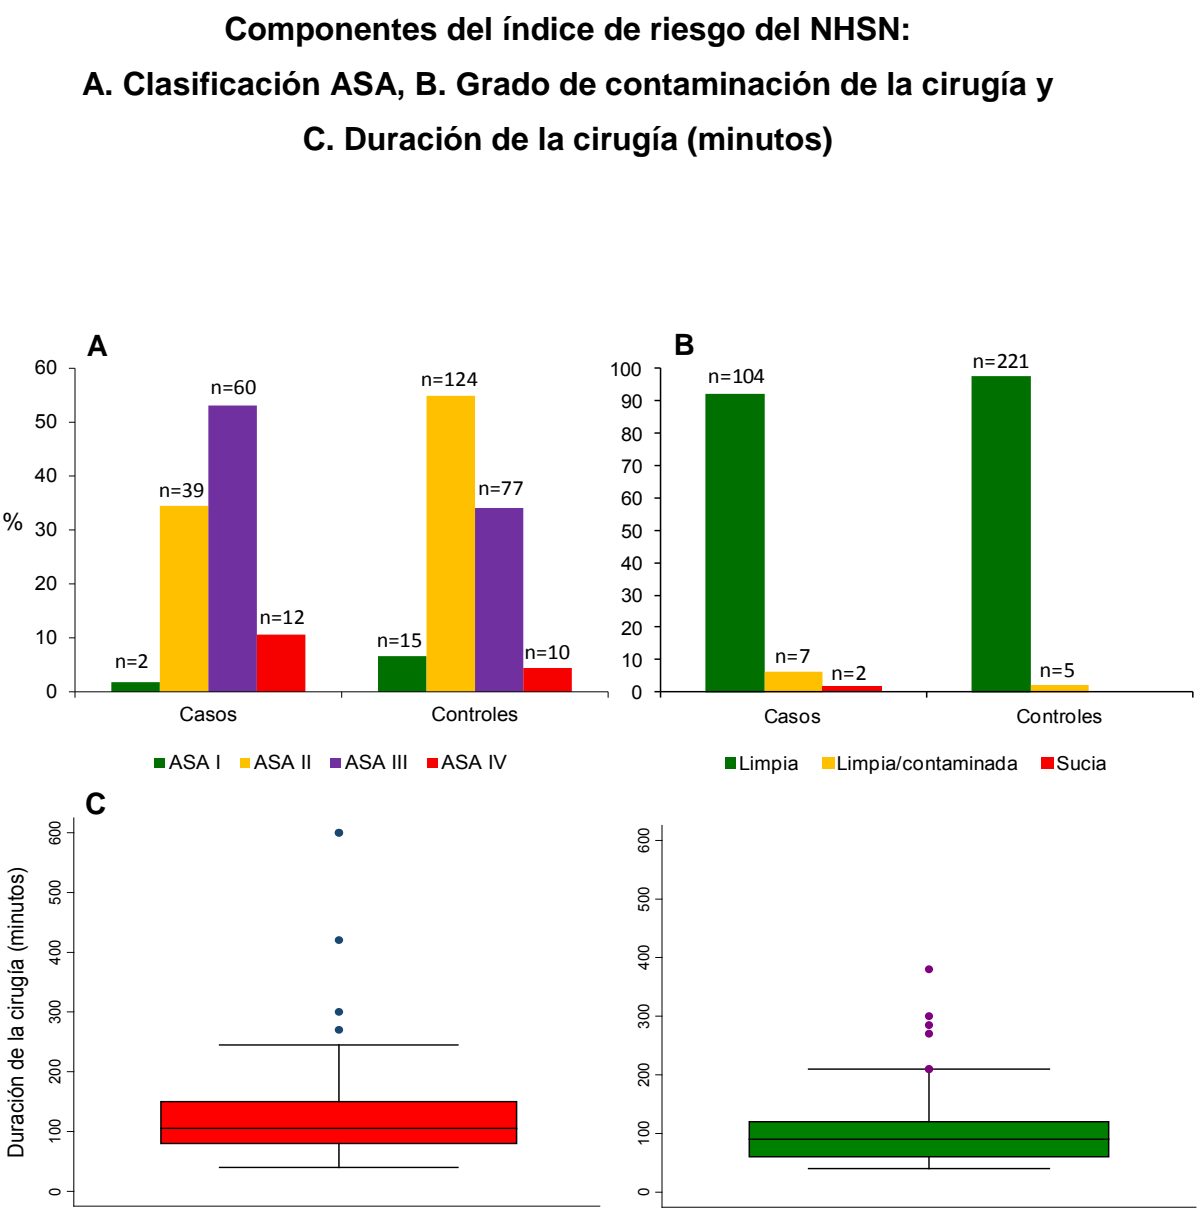 Componentes del índice de riesgo del NHSN:
A. Clasificación ASA, B. Grado de contaminación de la cirugía y
C. Duración de la cirugía (minutos)
A
60
50
40
30
20
10
0
%
n=2
n=39
n=60
n=12
n=15
n=124
n=77
n=10
Casos
Controles
ASA I
ASA II
ASA III
ASA IV
B
100
90
80
70
60
50
40
30
20
10
0
n=104
n=7
n=2
n=221
n=5
Casos
Controles
Limpia
Limpia/contaminada
Sucia
C
Duración de la cirugía (minutos)
600
500
400
300
200
100
0
600
500
400
300
200
100
0